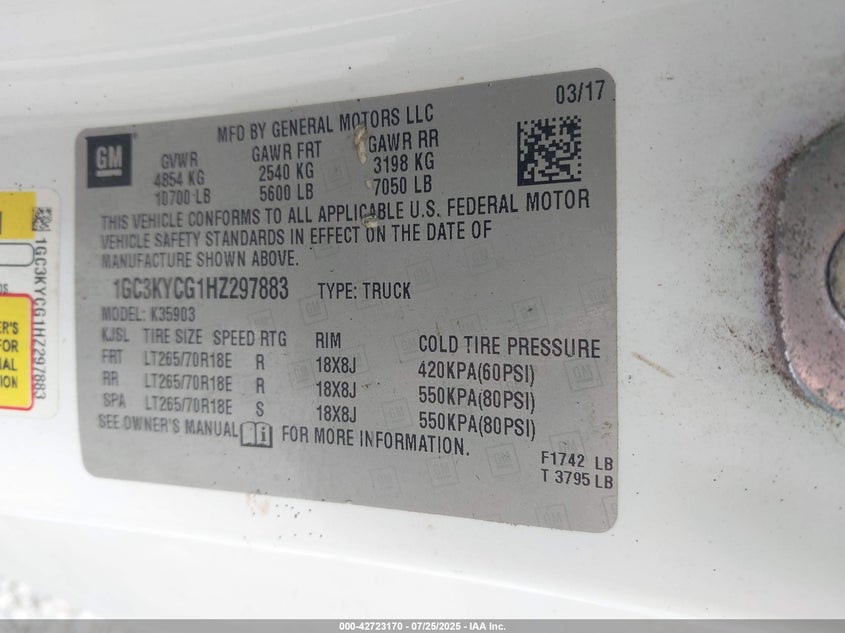 03/17
MFD BY GENERAL MOTORS LLC
GM
GVWR GAWR FRT GAWR RR
4854 KG 2540 KG 3198 KG
10700 LB 5600 LB 7050 LB
THIS VEHICLE CONFORMS TO ALL APPLICABLE U.S. FEDERAL MOTOR
VEHICLE SAFETY STANDARDS IN EFFECT ON THE DATE OF
MANUFACTURE SHOWN ABOVE.
1GC3KYCG1HZ297883 TYPE: TRUCK
MODEL: K35903
KJSL TIRE SIZE SPEED RTG RIM COLD TIRE PRESSURE
FRT LT265/70R18E R 18X8J 420KPA(60PSI)
RR LT265/70R18E R 18X8J 550KPA(80PSI)
SPA LT265/70R18E S 18X8J 550KPA(80PSI)
SEE OWNER'S MANUAL FOR MORE INFORMATION.
F1742 LB
T 3795 LB
1GC3KYCG1HZ297883
ER'S
FOR
NAL
ION
000-42723170 - 07/25/2025 - IAA Inc.